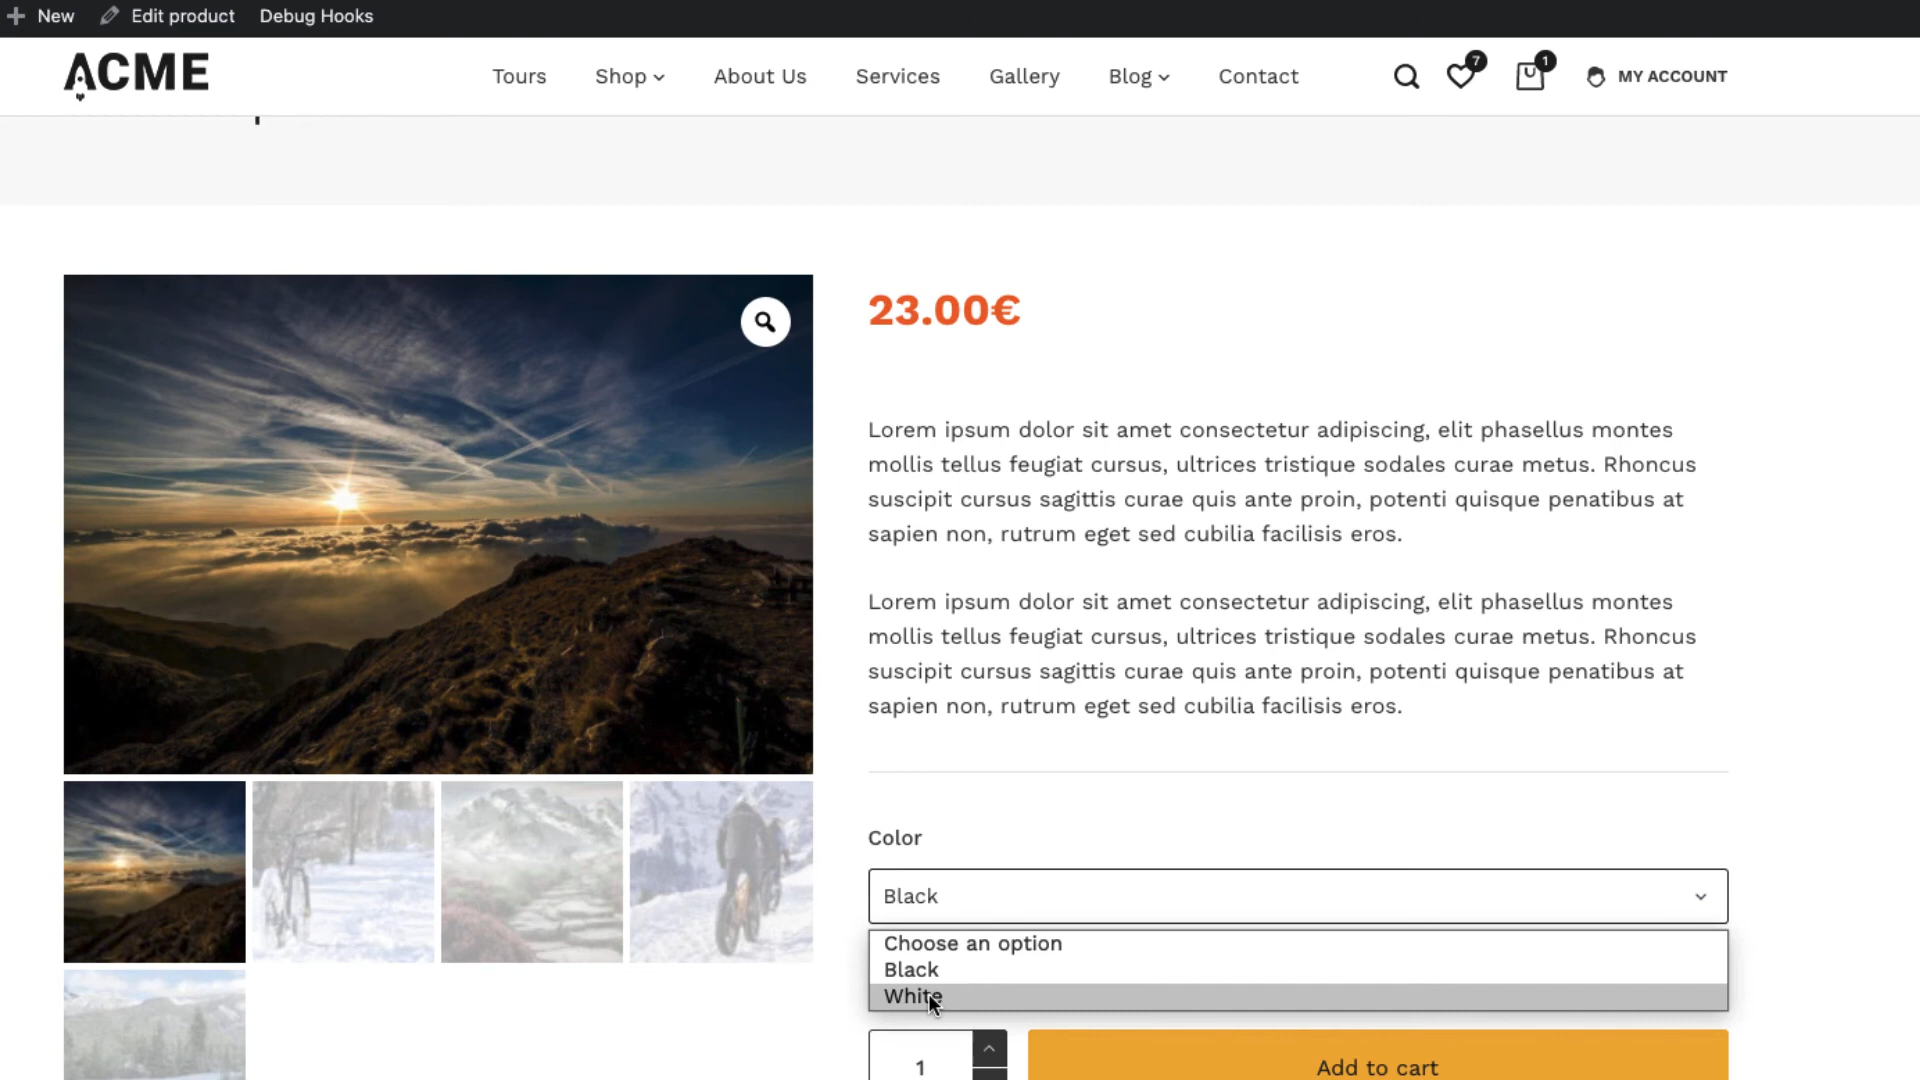 New Edit product Debug Hooks
ACME Tours Shop About Us Services Gallery Blog Contact 7 1 MY ACCOUNT
23.00€
Lorem ipsum dolor sit amet consectetur adipiscing, elit phasellus montes
mollis tellus feugiat cursus, ultrices tristique sodales curae metus. Rhoncus
suscipit cursus sagittis curae quis ante proin, potenti quisque penatibus at
sapien non, rutrum eget sed cubilia facilisis eros.
Lorem ipsum dolor sit amet consectetur adipiscing, elit phasellus montes
mollis tellus feugiat cursus, ultrices tristique sodales curae metus. Rhoncus
suscipit cursus sagittis curae quis ante proin, potenti quisque penatibus at
sapien non, rutrum eget sed cubilia facilisis eros.
Color
Black
Choose an option
Black
White
1 Add to cart